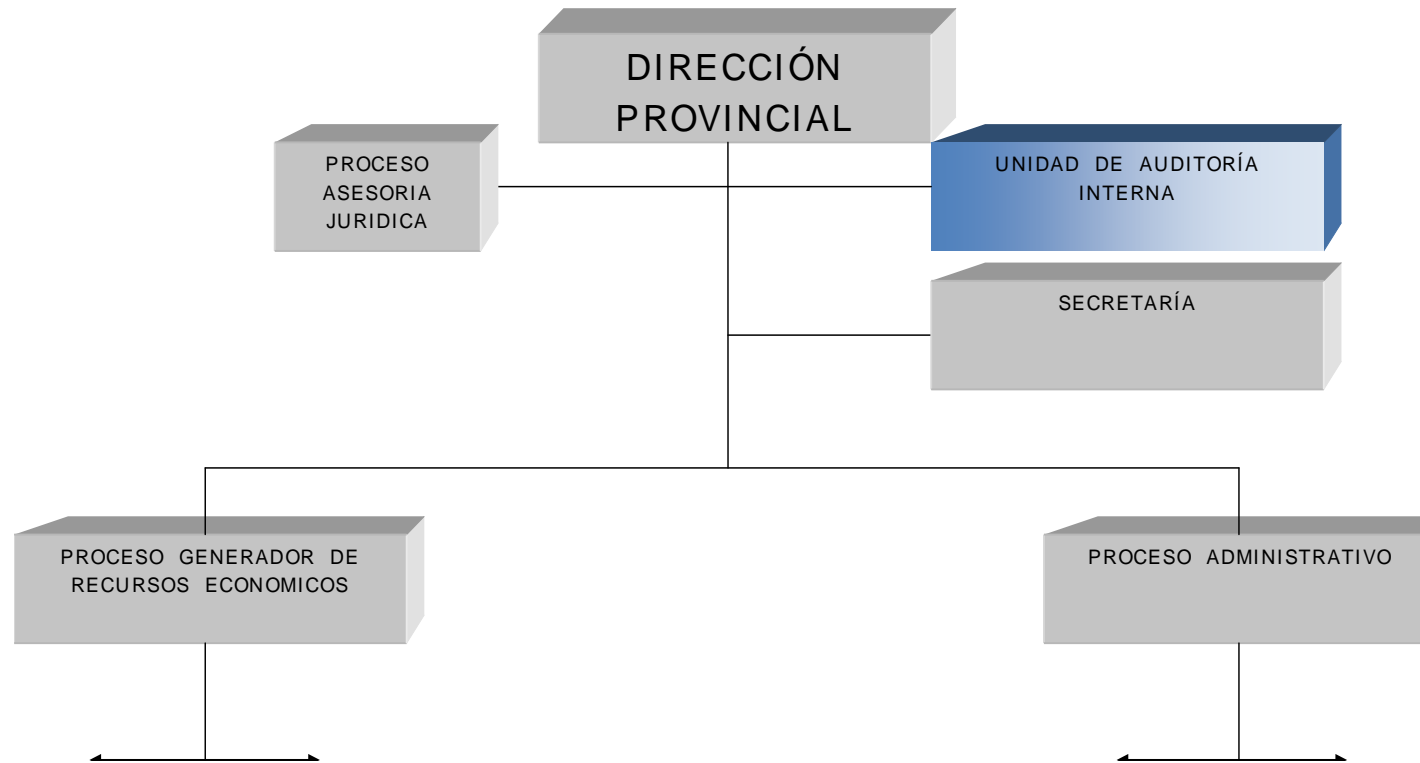 DIRECCIÓN
PROVINCIAL
PROCESO
ASESORIA
JURIDICA
UNIDAD DE AUDITORÍA
INTERNA
SECRETARÍA
PROCESO GENERADOR DE
RECURSOS ECONOMICOS
PROCESO ADMINISTRATIVO